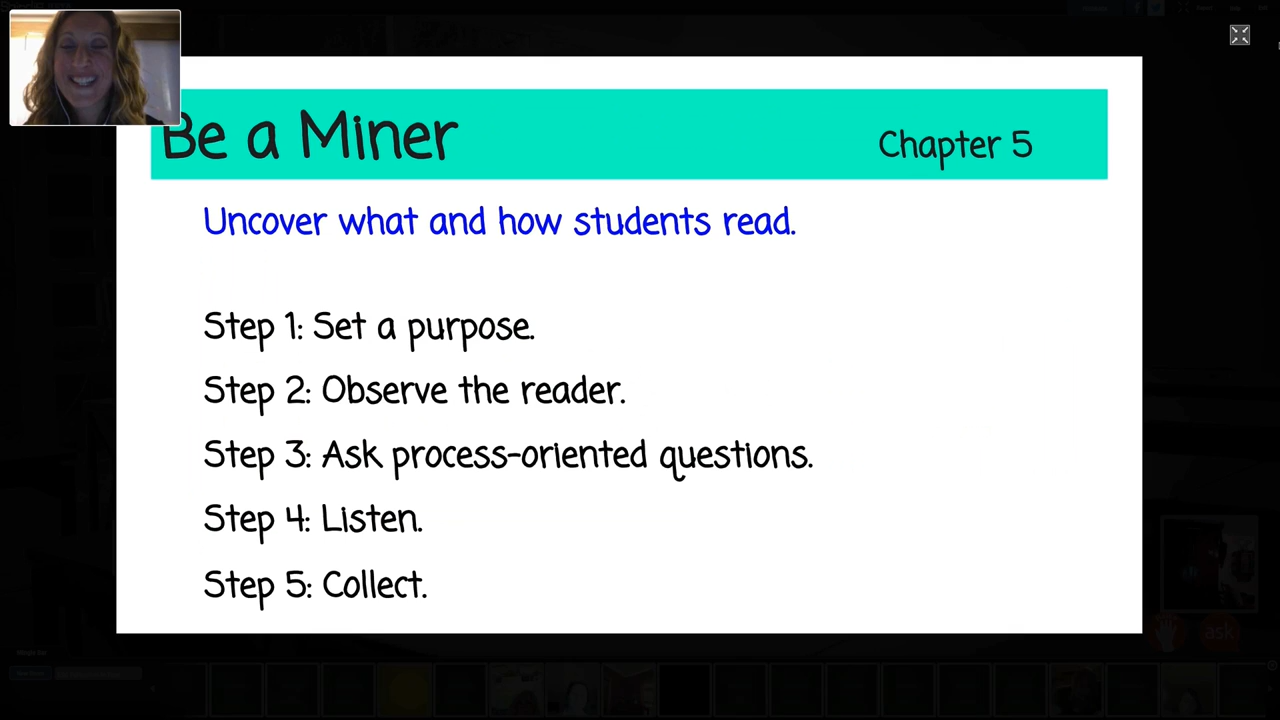 Be a Miner
Chapter 5
Uncover what and how students read.
Step 1: Set a purpose.
Step 2: Observe the reader.
Step 3: Ask process-oriented questions.
Step 4: Listen.
Step 5: Collect.
ask